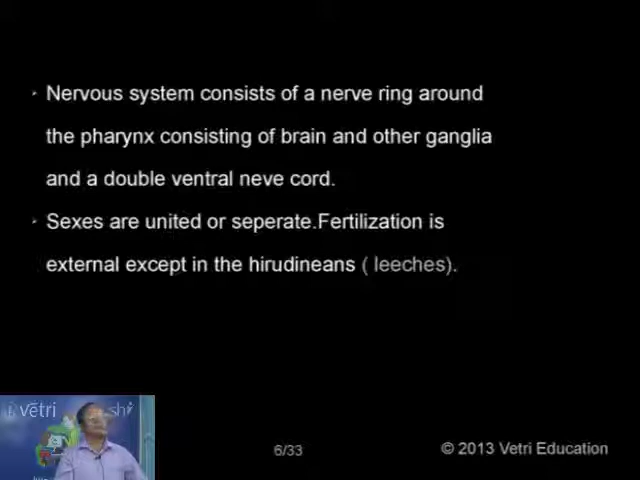 Nervous system consists of a nerve ring around
the pharynx consisting of brain and other ganglia
and a double ventral neve cord.
Sexes are united or seperate.Fertilization is
external except in the hirudineans ( leeches).
vetri
shi
6/33
© 2013 Vetri Education